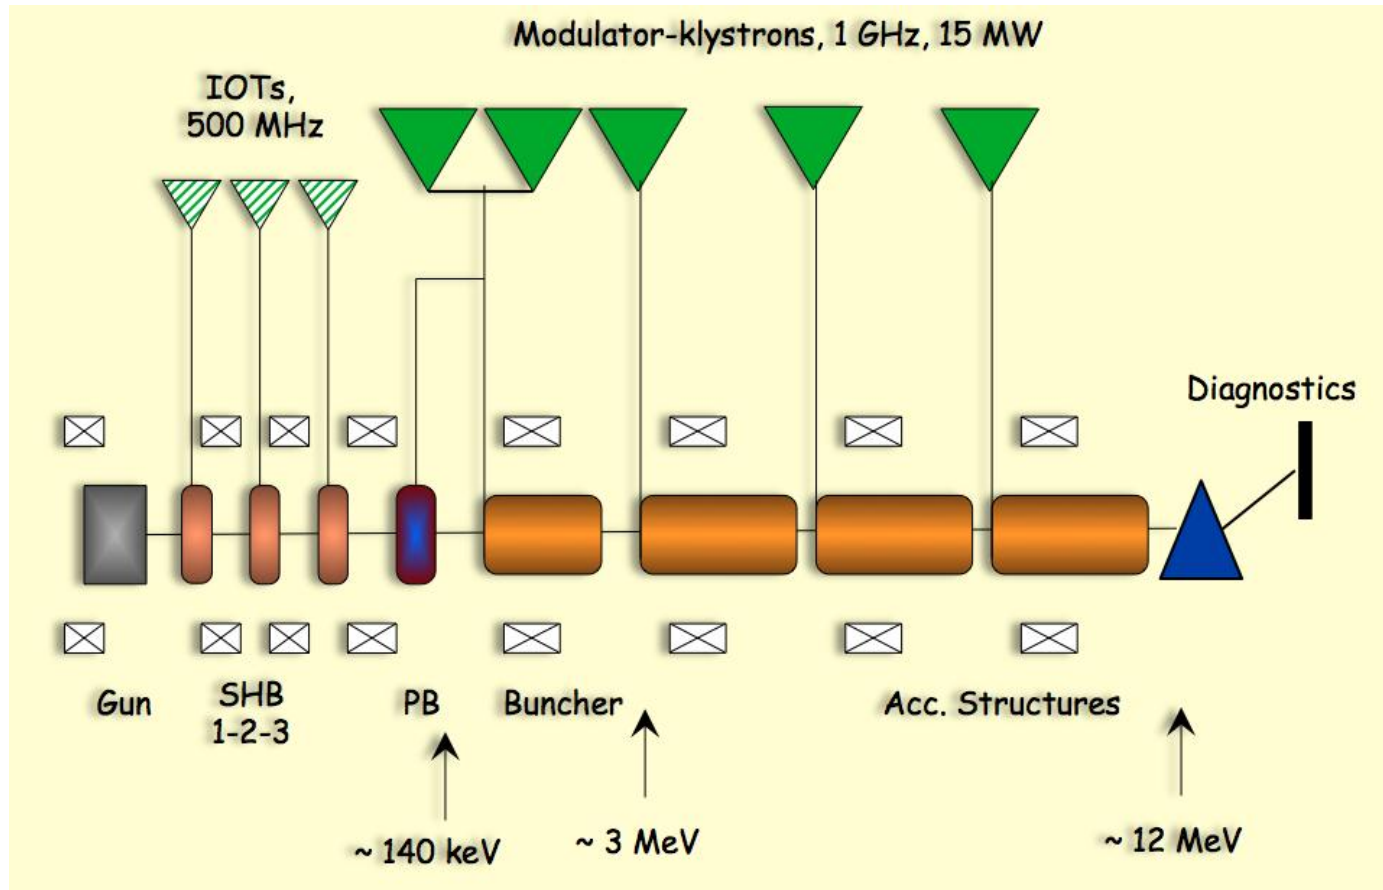 Modulator-klystrons, 1 GHz, 15 MW
IOTs,
500 MHz
Diagnostics
Gun
SHB
1-2-3
PB
Buncher
Acc. Structures
~ 140 keV
~ 3 MeV
~ 12 MeV